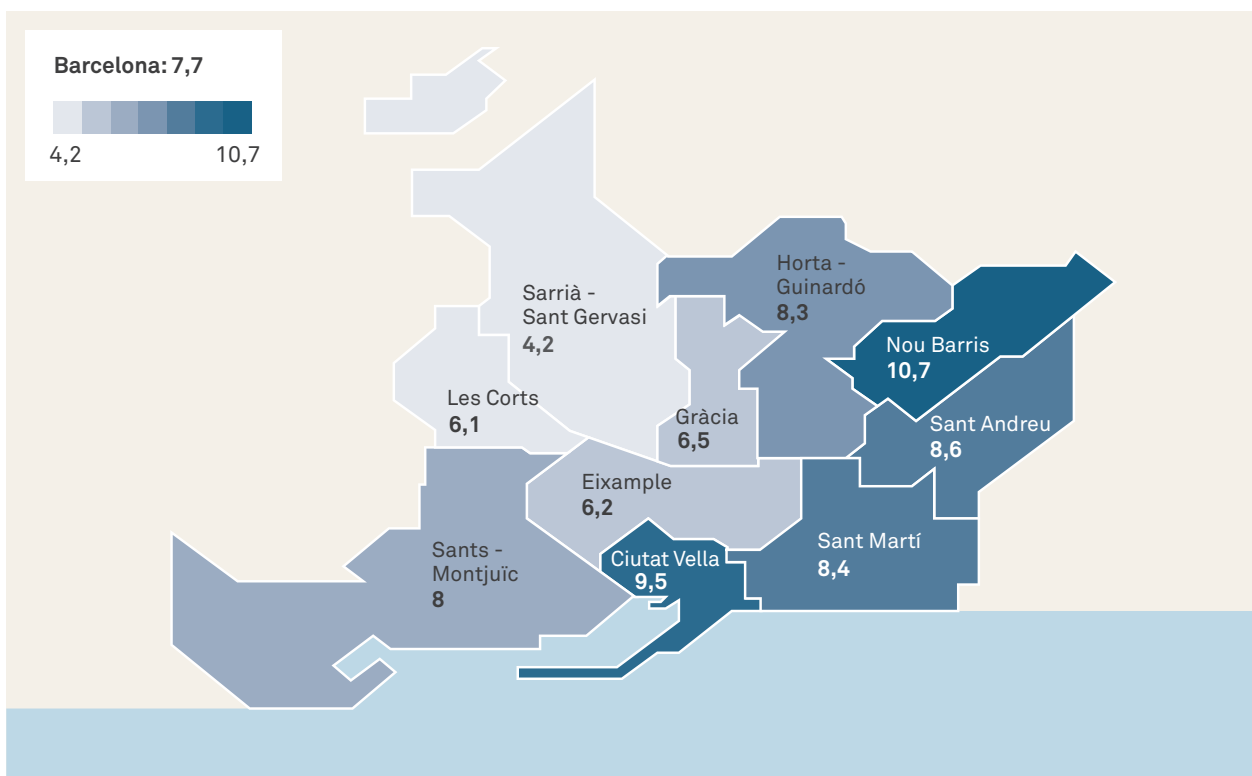 Barcelona: 7,7
4,2
10,7
Sarrià -
Sant Gervasi
4,2
Horta -
Guinardó
8,3
Nou Barris
10,7
Les Corts
6,1
Gràcia
6,5
Sant Andreu
8,6
Eixample
6,2
Sants -
Montjuïc
8
Ciutat Vella
9,5
Sant Martí
8,4